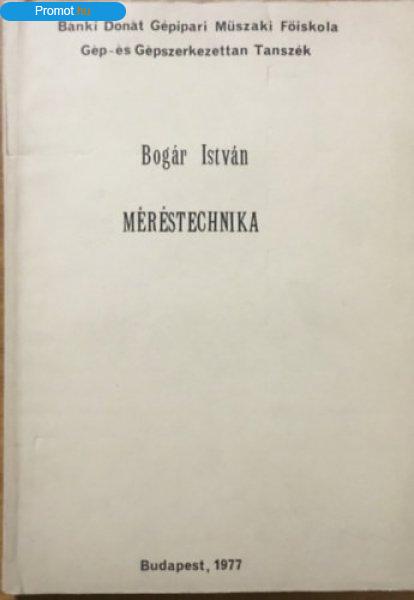 Promot.hu
Bánki Donát Gépipari Műszaki Főiskola
Gép-és Gépszerkezettan Tanszék
Bogár István
MÉRÉSTECHNIKA
Budapest, 1977